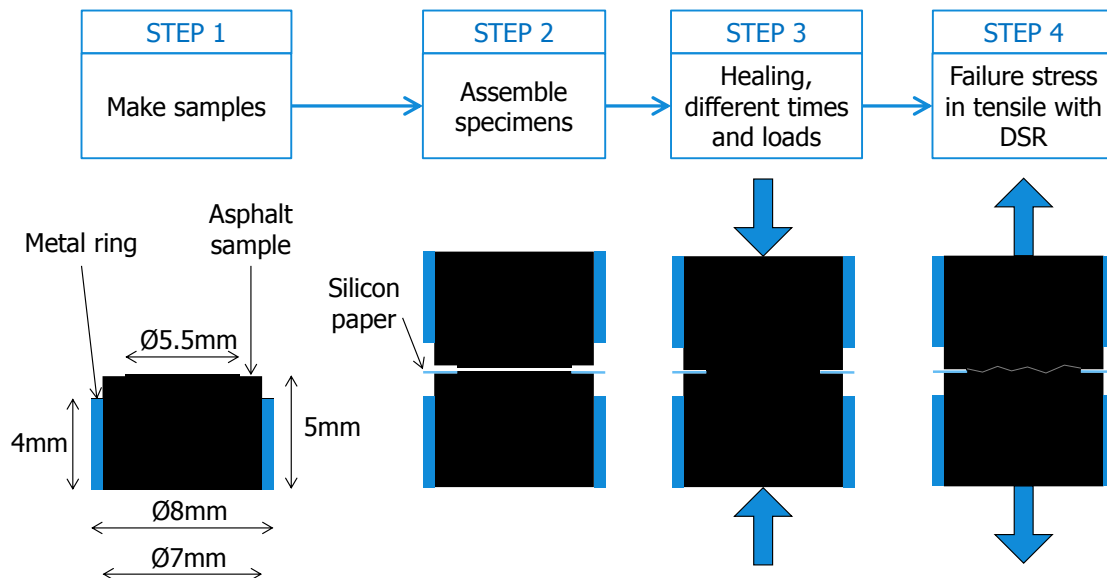 STEP 1
Make samples
STEP 2
Assemble
specimens
STEP 3
Healing,
different times
and loads
STEP 4
Failure stress
in tensile with
DSR
Metal ring
Asphalt
sample
Ø5.5mm
4mm
5mm
Ø8mm
Ø7mm
Silicon
paper